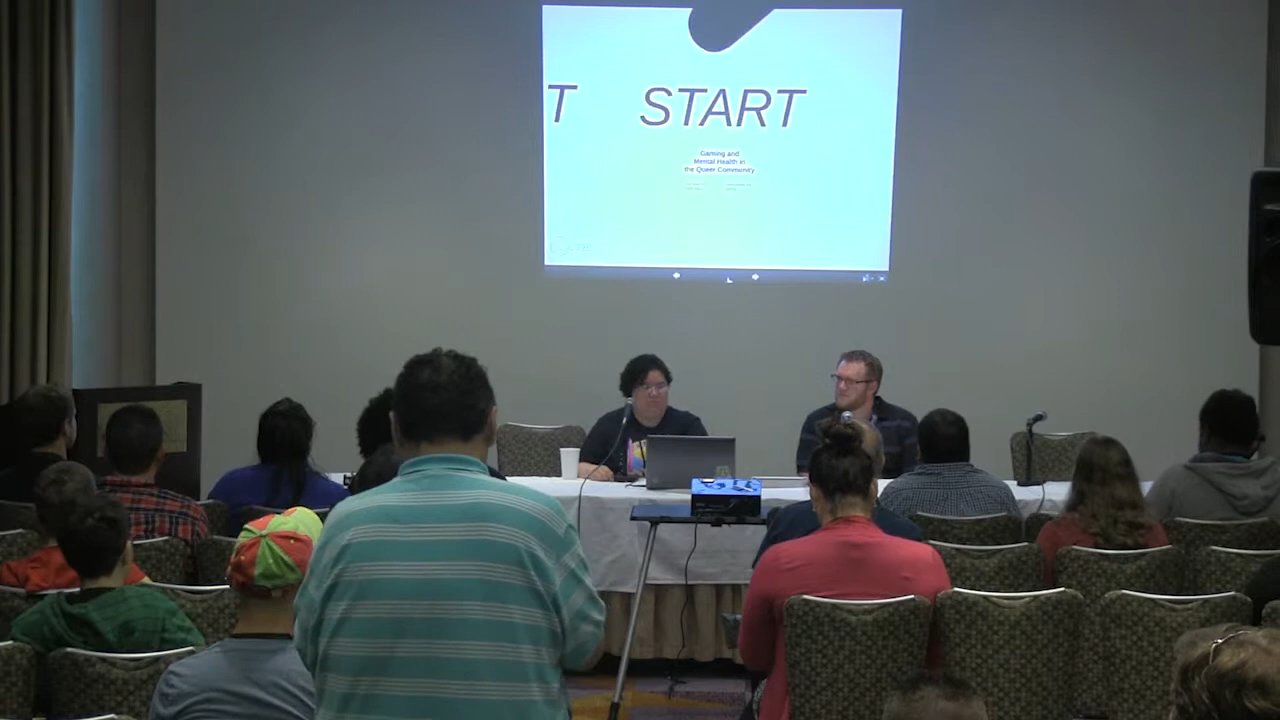 T START
Gaming and
Mental Health in
the Queer Community